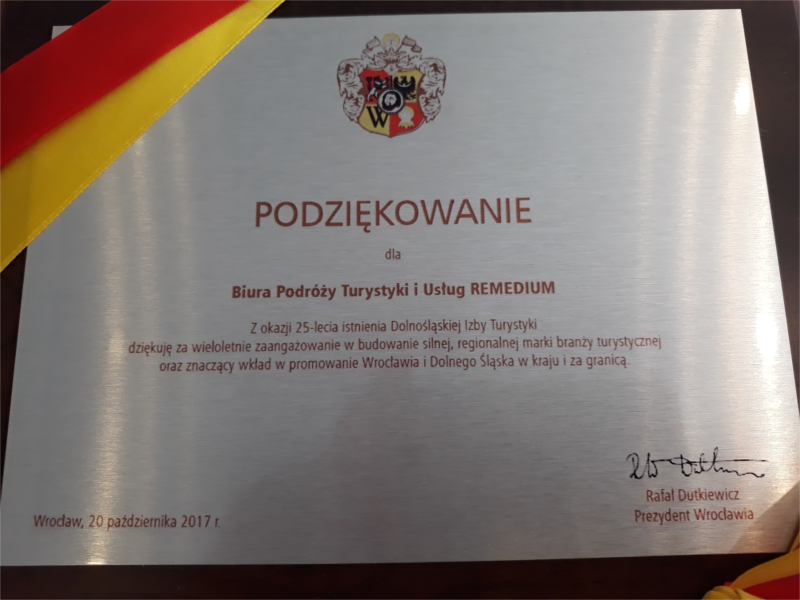 W
PODZIĘKOWANIE
dla
Biura Podróży Turystyki i Usług REMEDIUM
Z okazji 25-lecia istnienia Dolnośląskiej Izby Turystyki
dziękuję za wieloletnie zaangażowanie w budowanie silnej, regionalnej marki branży turystycznej
oraz znaczący wkład w promowanie Wrocławia i Dolnego Śląska w kraju i za granicą.
Rafał Dutkiewicz
Prezydent Wrocławia
Wrocław, 20 października 2017 r.